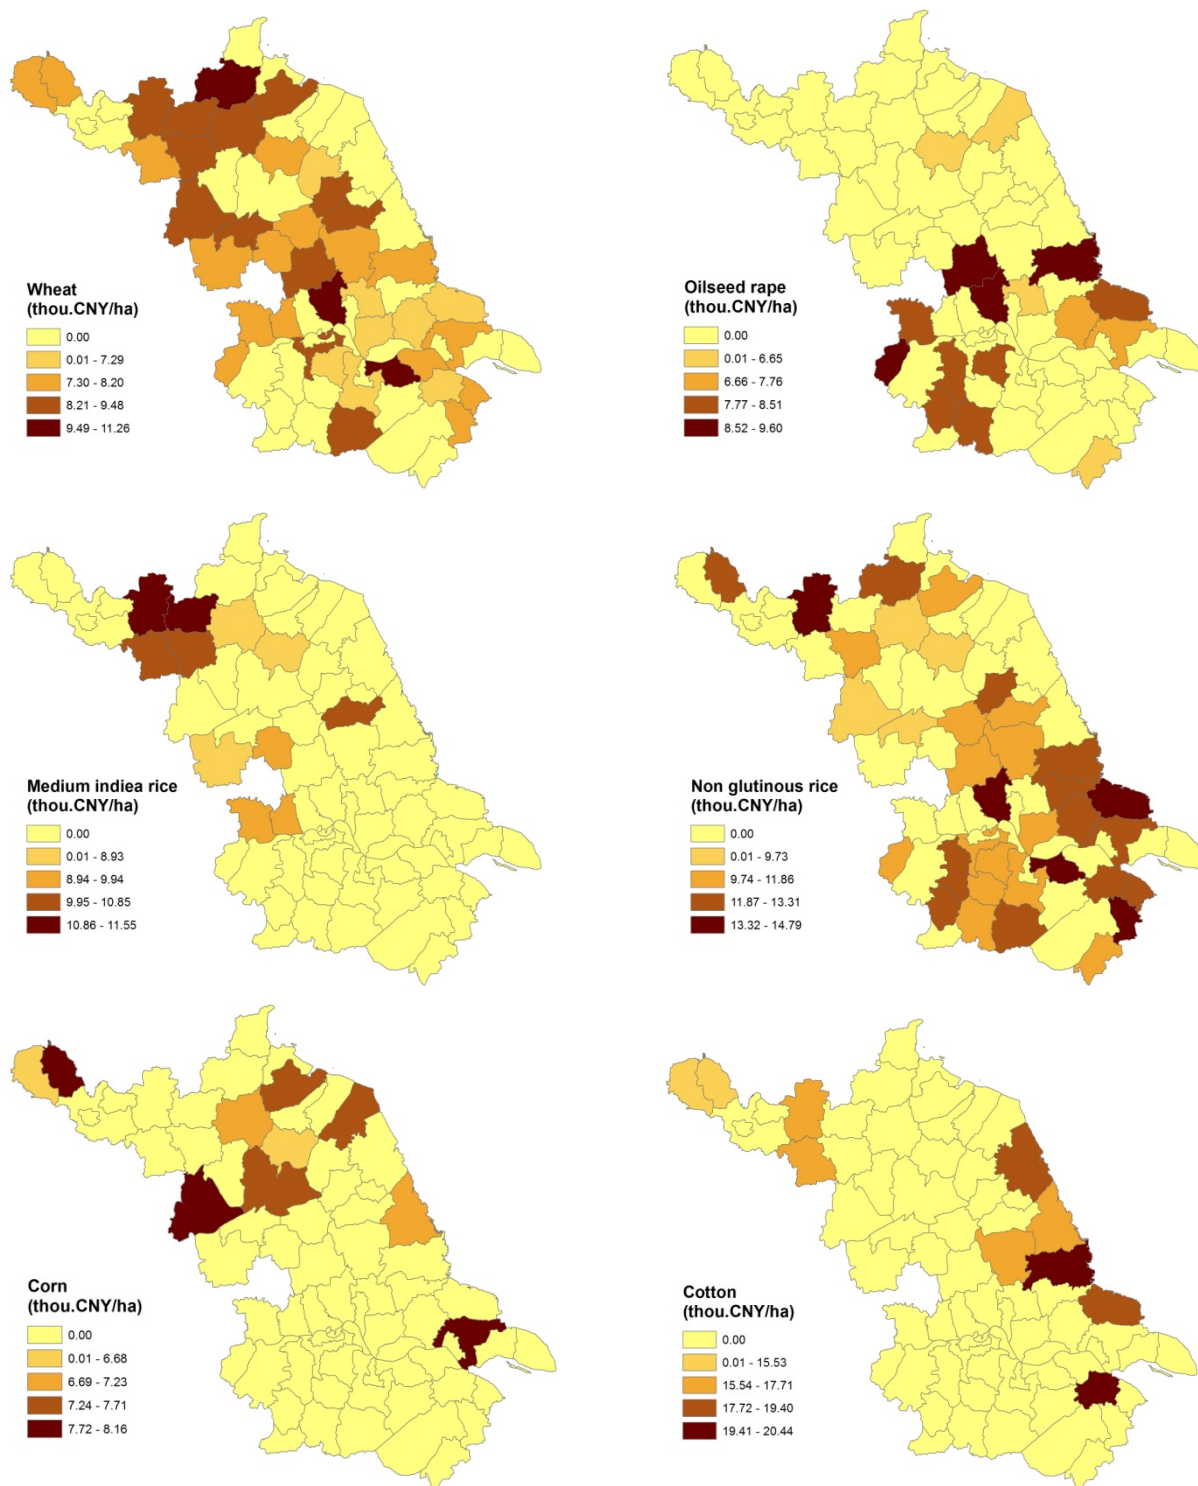 Wheat
(thou.CNY/ha)
0.00
0.01 - 7.29
7.30 - 8.20
8.21 - 9.48
9.49 - 11.26
Oilseed rape
(thou.CNY/ha)
0.00
0.01 - 6.65
6.66 - 7.76
7.77 - 8.51
8.52 - 9.60
Medium indiea rice
(thou.CNY/ha)
0.00
0.01 - 8.93
8.94 - 9.94
9.95 - 10.85
10.86 - 11.55
Non glutinous rice
(thou.CNY/ha)
0.00
0.01 - 9.73
9.74 - 11.86
11.87 - 13.31
13.32 - 14.79
Corn
(thou.CNY/ha)
0.00
0.01 - 6.68
6.69 - 7.23
7.24 - 7.71
7.72 - 8.16
Cotton
(thou.CNY/ha)
0.00
0.01 - 15.53
15.54 - 17.71
17.72 - 19.40
19.41 - 20.44